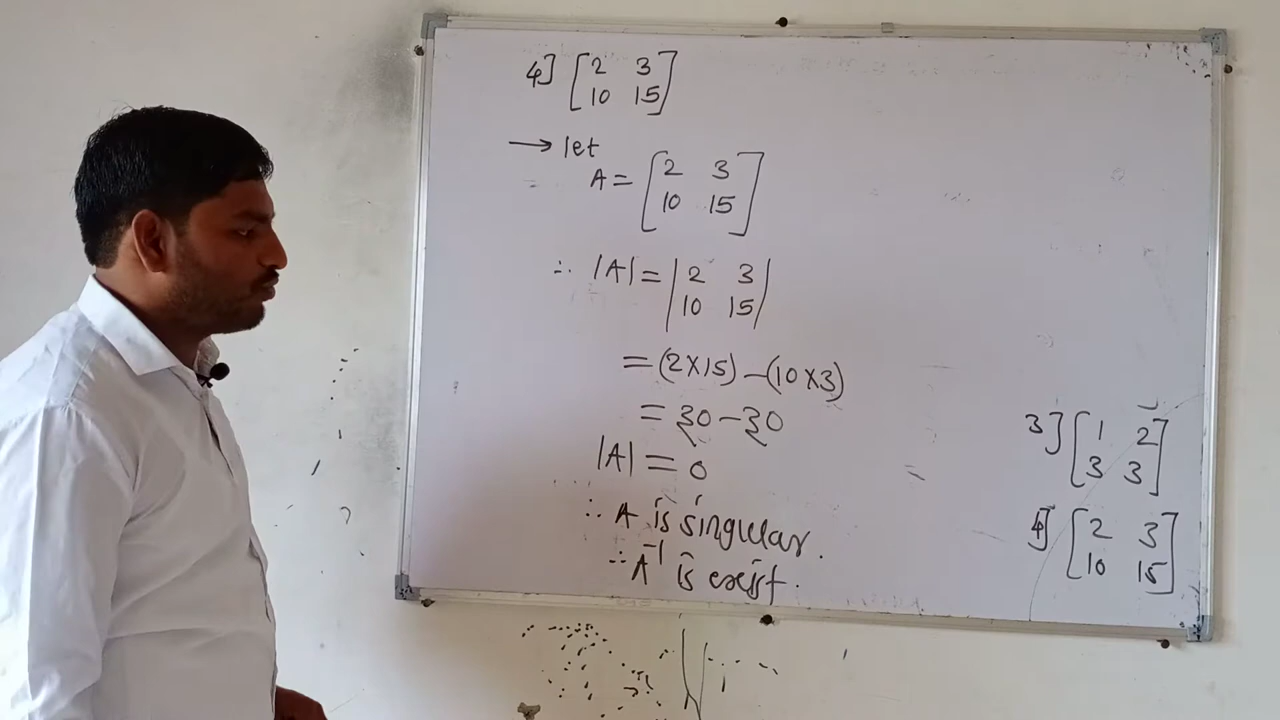 4] [2 3
10 15]
→ let
A = [2 3
10 15]
∴ |A| = |2 3
10 15|
= (2×15) - (10×3)
= 30 - 30
|A| = 0
∴ A is singular.
∴ A⁻¹ is exist.
3] [1 2
3 3]
4] [2 3
10 15]